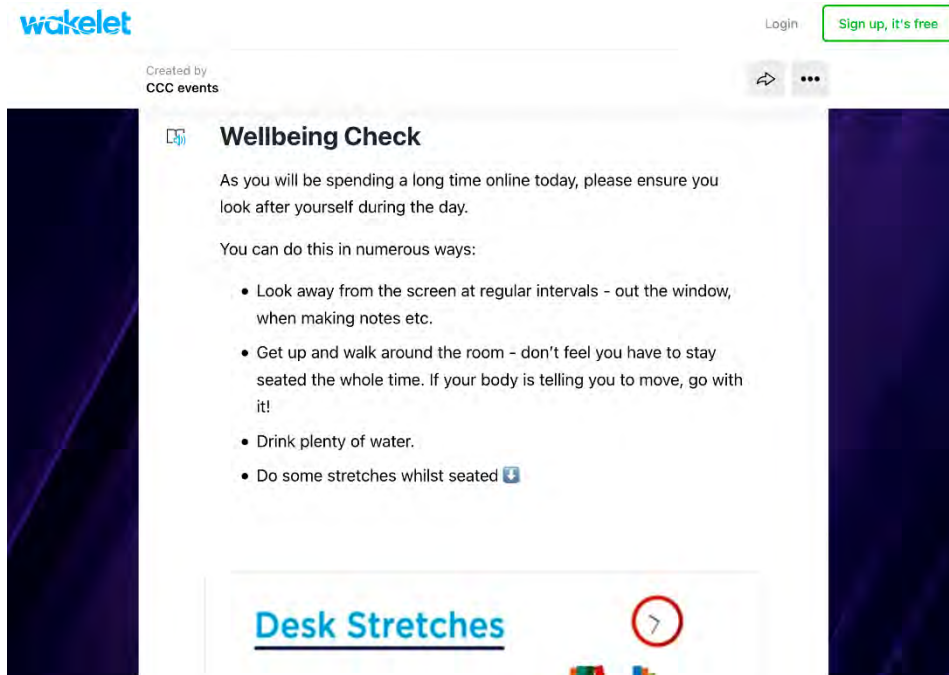 wakelet
Login
Sign up, it's free
Created by
CCC events
Wellbeing Check
As you will be spending a long time online today, please ensure you
look after yourself during the day.
You can do this in numerous ways:
• Look away from the screen at regular intervals - out the window,
when making notes etc.
• Get up and walk around the room - don't feel you have to stay
seated the whole time. If your body is telling you to move, go with
it!
• Drink plenty of water.
• Do some stretches whilst seated ⬇️
Desk Stretches